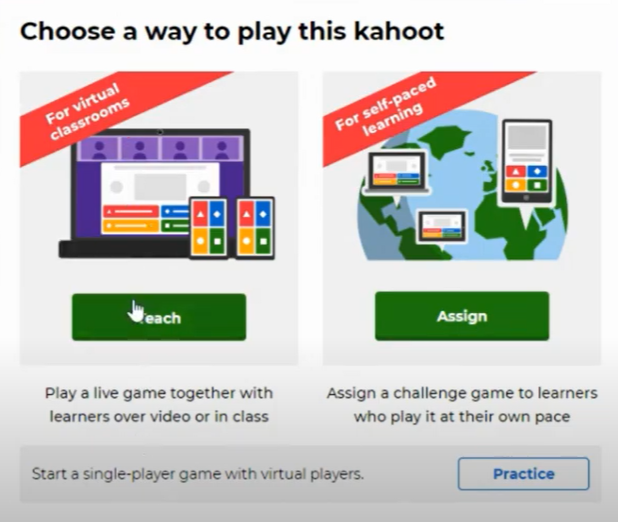 Choose a way to play this kahoot
For virtual
classrooms
For self-paced
learning
each
Assign
Play a live game together with
learners over video or in class
Assign a challenge game to learners
who play it at their own pace
Start a single-player game with virtual players.
Practice